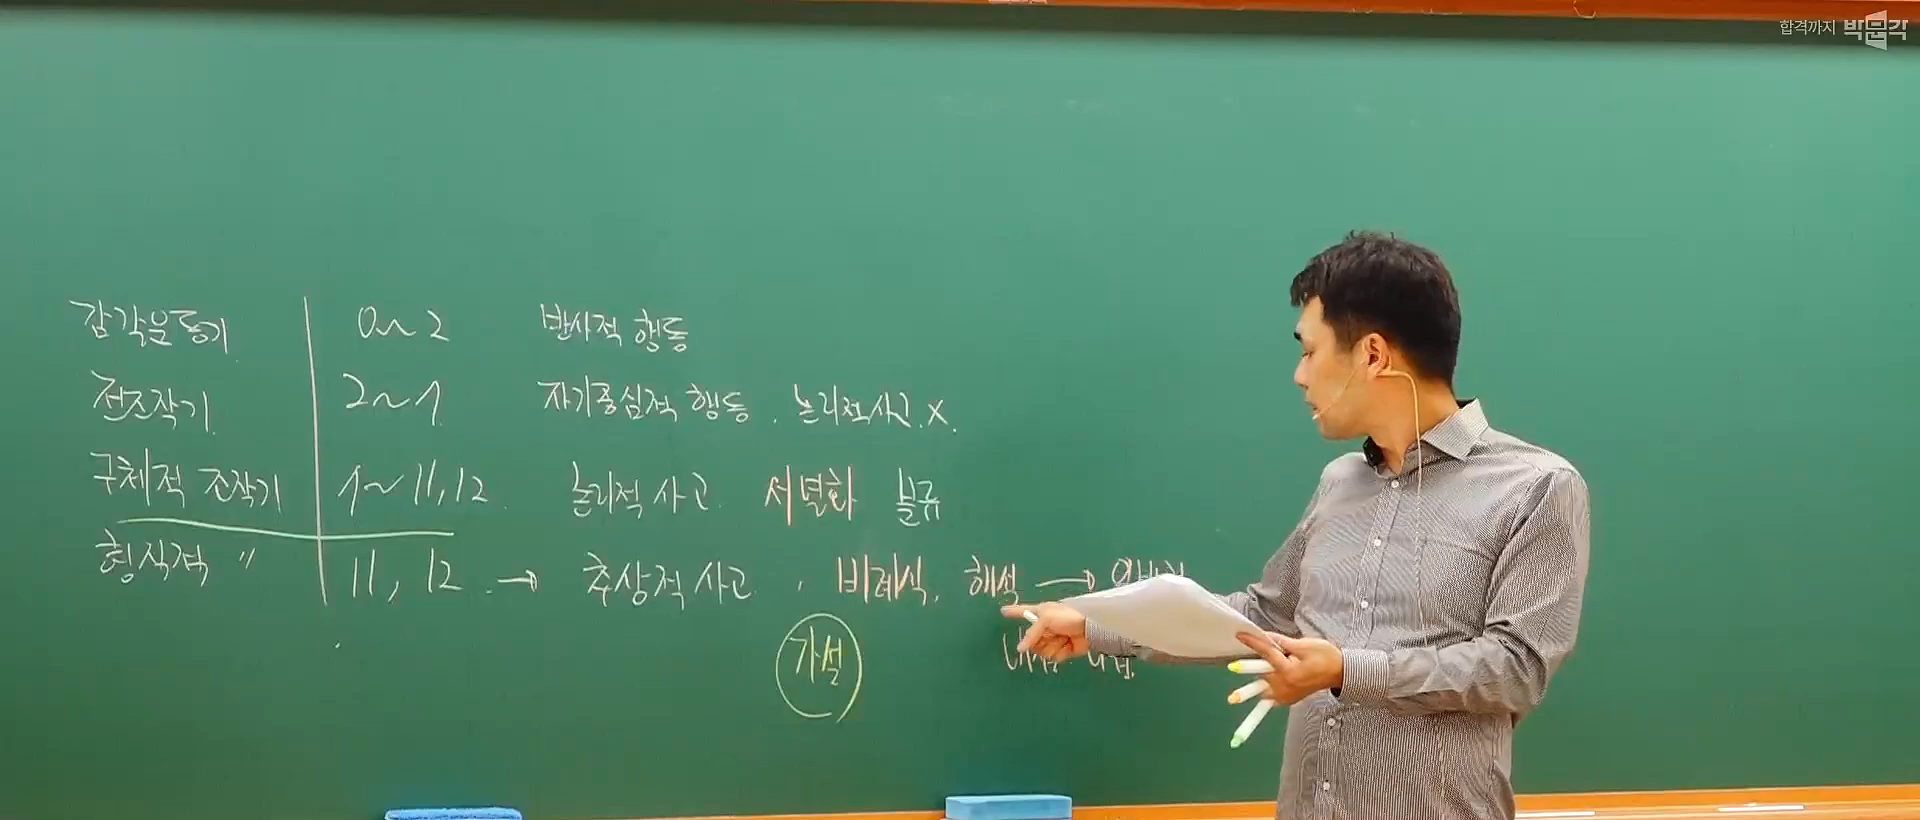 합격까지 박문각
감각운동기 0~2 반사적 행동
전조작기 2~7 자기중심적 행동. 논리적사고.X.
구체적 조작기 7~11,12 논리적 사고 서열화 분류
형식적 〃 11, 12. → 추상적 사고, 비례식. 해석 →
가설